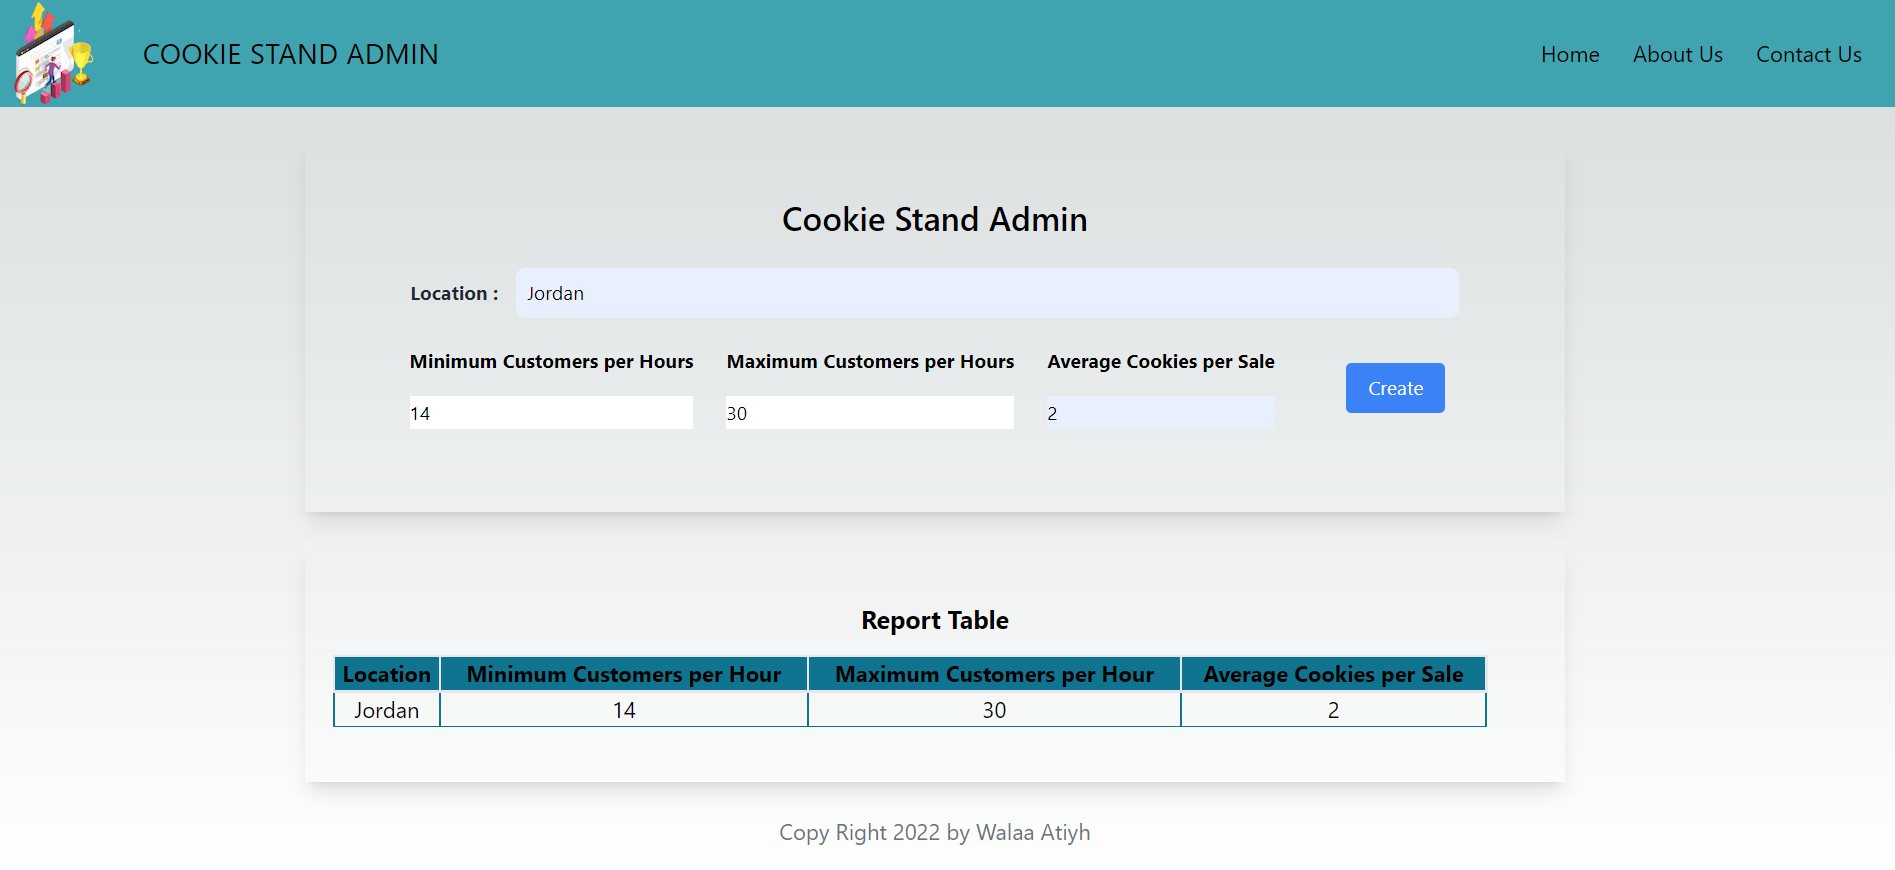 COOKIE STAND ADMIN
Home About Us Contact Us
Cookie Stand Admin
Location : Jordan
Minimum Customers per Hours Maximum Customers per Hours Average Cookies per Sale
14 30 2
Create
Report Table
Location Minimum Customers per Hour Maximum Customers per Hour Average Cookies per Sale
Jordan 14 30 2
Copy Right 2022 by Walaa Atiyh